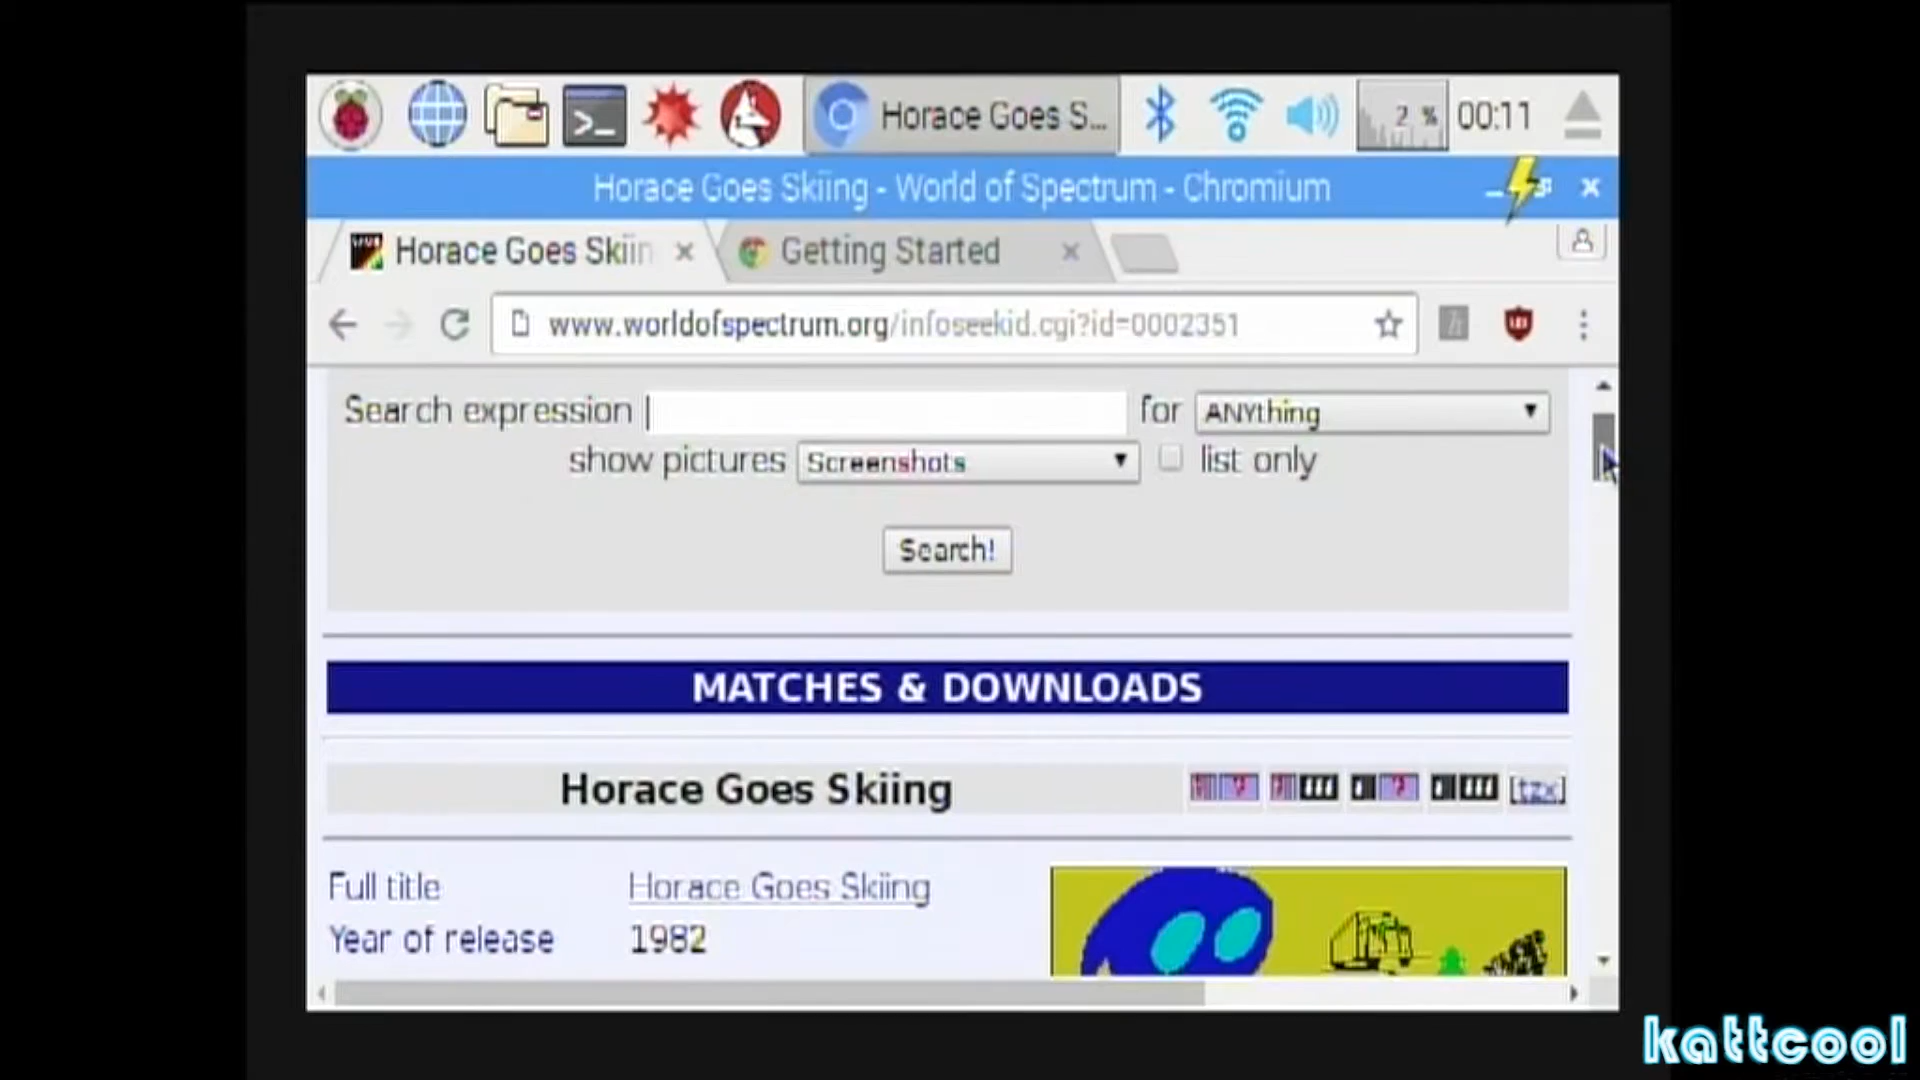 Horace Goes S...
2 %
00:11
Horace Goes Skiing - World of Spectrum - Chromium
Horace Goes Skiin
Getting Started
www.worldofspectrum.org/infoseekid.cgi?id=0002351
Search expression
for
ANYthing
show pictures
Screenshots
list only
Search!
MATCHES & DOWNLOADS
Horace Goes Skiing
[tzx]
Full title
Horace Goes Skiing
Year of release
1982
kattcool